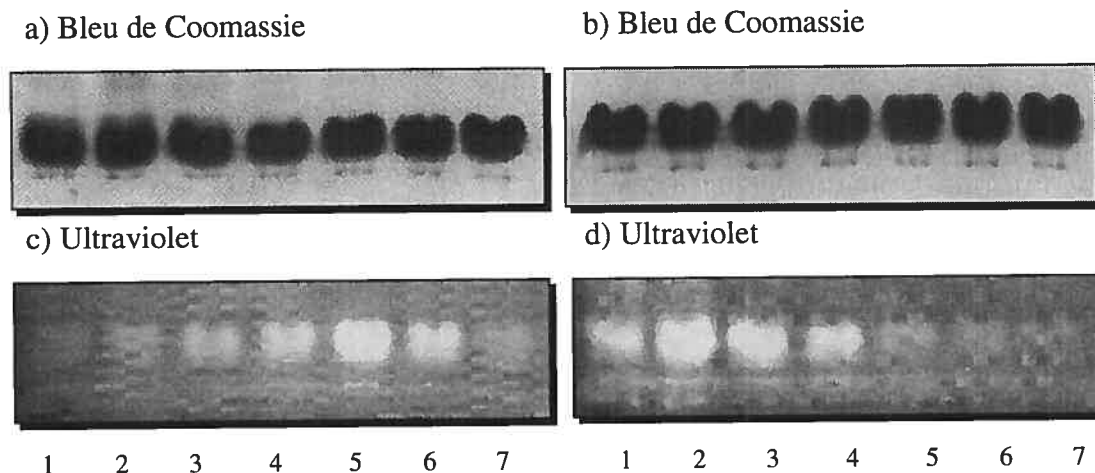 a) Bleu de Coomassie
b) Bleu de Coomassie
c) Ultraviolet
d) Ultraviolet
1 2 3 4 5 6 7
1 2 3 4 5 6 7